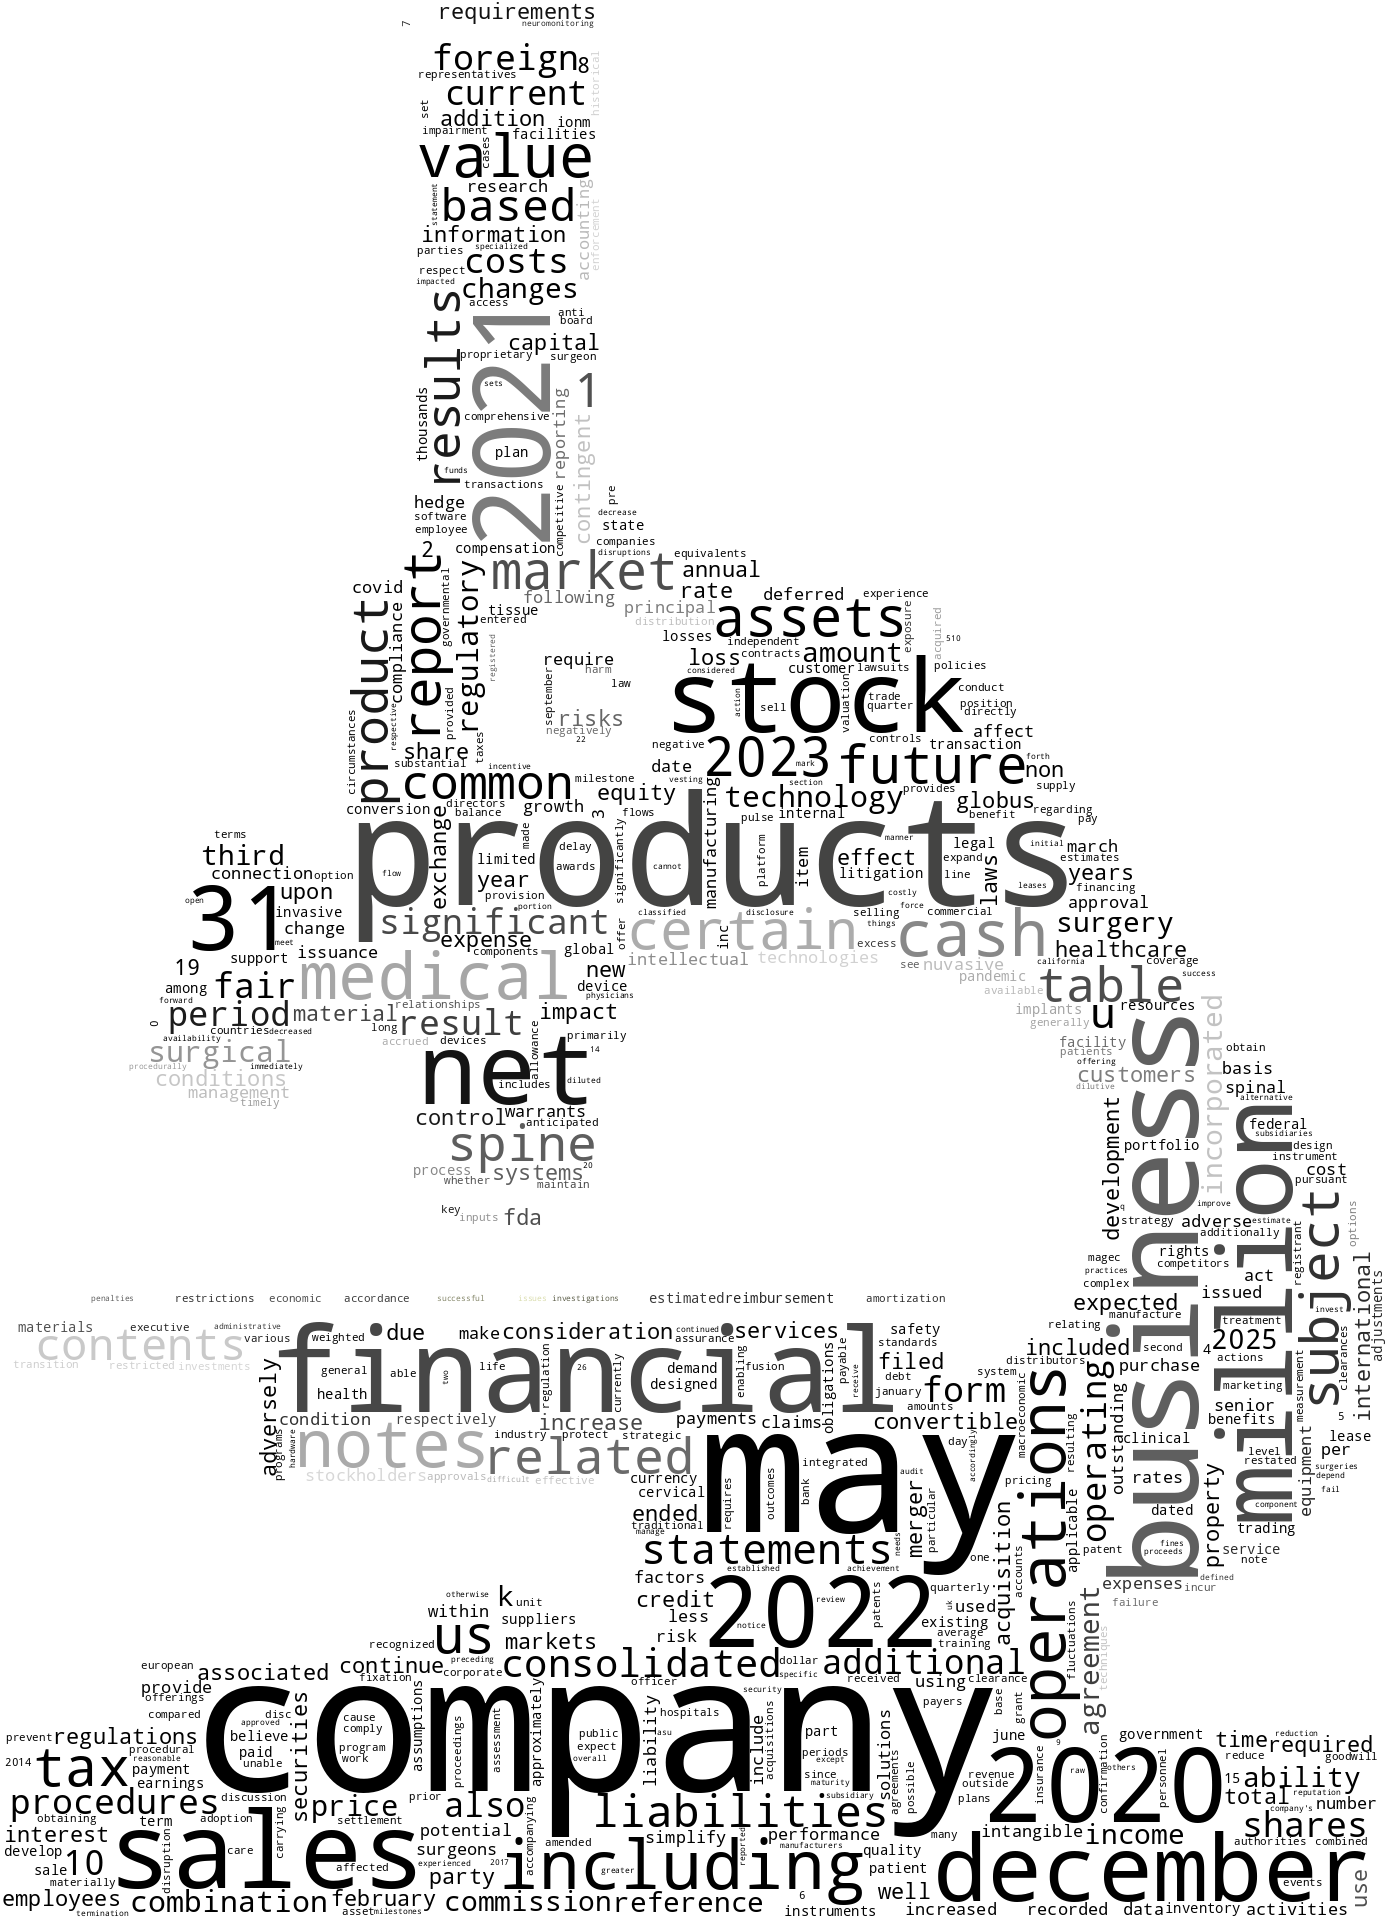 requirements
7 neuromonitoring
foreign 8
representatives historical
current
set addition ionm
impairment facilities
value cases
research
statement based accounting
information enforcement
parties specialized
costs
respect
impacted changes
access
results 2021 anti
board
capital
proprietary surgeon
sets 1
thousands comprehensive
plan reporting contingent
funds
transactions
hedge pre
software competitive decrease
employee state
2 compensation companies
disruptions equivalents
report market annual
covid governmental regulatory following rate deferred experience
product compliance tissue principal assets exposure acquired
entered distribution
registered losses independent 510
require loss contracts amount
harm considered customer lawsuits policies
law stock conduct
september action trade valuation position
respective provided risks sell quarter directly
circumstances negatively affect
share taxes 22 negative 2023 controls transaction
substantial incentive date mark future forth
common milestone vesting section non
equity technology provides supply
conversion directors growth flows globus regarding
balance 3 pulse internal benefit pay
terms exchange made products manufacturing
third limited delay significantly platform item effect manner legal initial march
connection option flow year awards cannot litigation expand laws estimates years
upon provision costly line leases financing
open 31 invasive portion classified disclosure selling force commercial approval
change significant offer certain inc things cash surgery
meet expense
support issuance components global intellectual technologies excess healthcare
19 medical new see nuvasive california coverage
among fair device pandemic success
forward physicians available table
0 period material relationships impact implants u resources
countries decreased long result generally
availability accrued devices net allowance primarily facility incorporated
surgical 14 patients obtain
procedurally immediately offering basis
conditions includes diluted customers spinal
management dilutive alternative
timely control warrants development business million federal
anticipated subsidiaries
spine portfolio design
instrument
process systems 20 cost
whether maintain pursuant
key improve subject options
inputs fda q strategy adverse estimate
additionally registrant
magec rights
practices competitors international
complex act adjustments
penalties restrictions economic accordance successful issues investigations estimated reimbursement amortization expected issued
manufacture invest
materials executive administrative financial due make consideration continued services safety relating treatment
contents various weighted assurance standards included second 4 2025 clearances
transition restricted investments general able life 26 regulation currently demand enabling fusion payable receive filed distributors purchase actions
adversely two designed debt system
health obligations january form macroeconomic operating marketing measurement
condition respectively increase payments claims amounts outstanding senior 5
notes industry protect strategic convertible benefits lease
programs hardware related may day accordingly operations resulting clinical per
stockholders approvals difficult effective currency integrated audit pricing level
cervical requires outcomes bank rates restated equipment surgeries
ended merger particular property component depend
traditional acquisition applicable dated fail
manage trading
statements needs one accounts patent fines service
established achievement proceeds note
factors expenses incur defined
otherwise k unit credit 2022 review patents quarterly failure
within suppliers less notice uk used
us risk existing fluctuations agreement techniques
recognized markets average
preceding training
european associated continue corporate consolidated dollar additional
fixation specific
provide officer received using clearance
offerings company security base grant
compared disc assumptions approximately liability hospitals payers
approved cause public asu acquisitions part solutions june government reduction
prevent regulations believe securities comply proceedings assessment expect include time required
procedural paid program overall periods insurance 9 confirmation personnel reduce goodwill
2014 tax reasonable unable work except revenue raw others
payment since agreements possible outside 2020 15 ability
earnings maturity plans total reputation
procedures discussion prior also subsidiary number
obtaining term adoption price accompanying liabilities company's
settlement shares
interest sales carrying potential simplify performance many intangible income
develop disruption care surgeons amended reported manufacturers quality authorities combined
sale 10 affected experienced 2017 including patient december
materially party greater events use
employees combination february commission reference 6 well
termination asset milestones instruments increased recorded data inventory activities